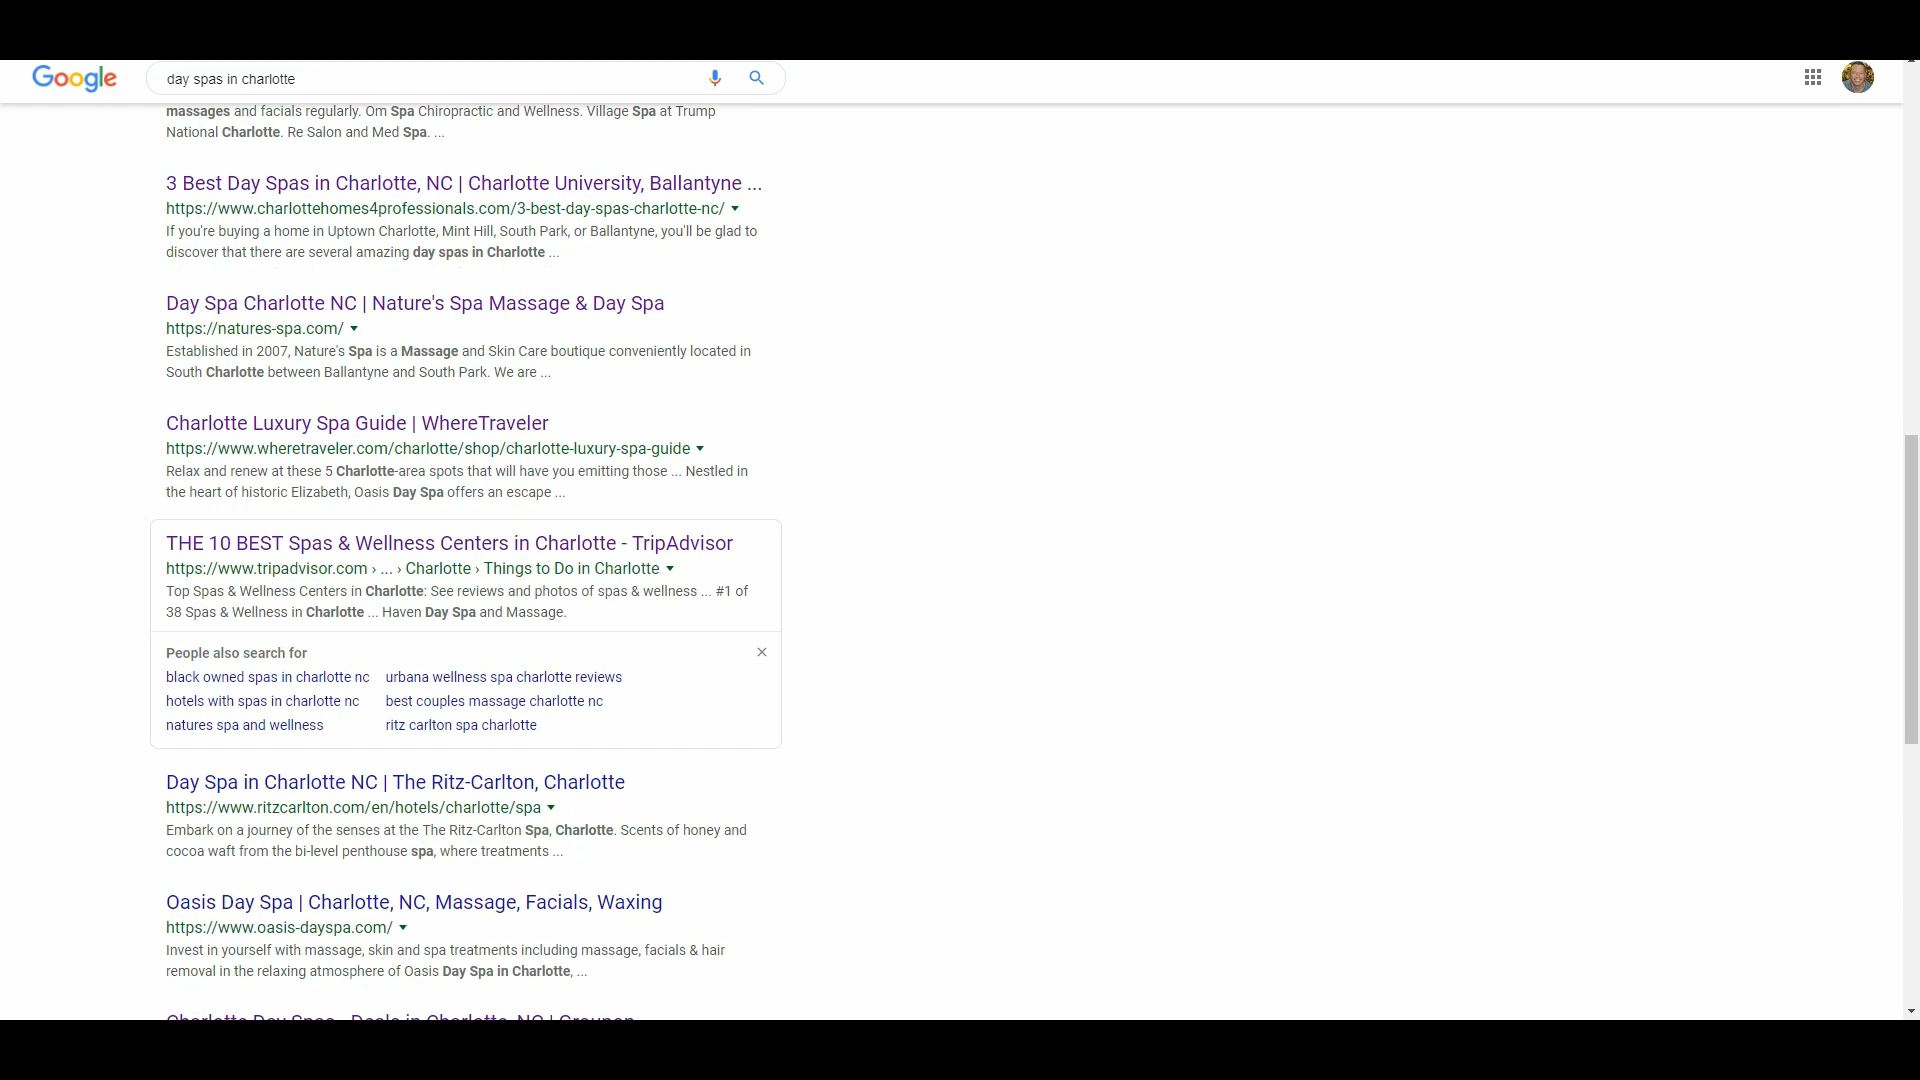 Google
day spas in charlotte
massages and facials regularly. Om Spa Chiropractic and Wellness. Village Spa at Trump
National Charlotte. Re Salon and Med Spa. ...
3 Best Day Spas in Charlotte, NC | Charlotte University, Ballantyne ...
https://www.charlottehomes4professionals.com/3-best-day-spas-charlotte-nc/
If you're buying a home in Uptown Charlotte, Mint Hill, South Park, or Ballantyne, you'll be glad to
discover that there are several amazing day spas in Charlotte ...
Day Spa Charlotte NC | Nature's Spa Massage & Day Spa
https://natures-spa.com/
Established in 2007, Nature's Spa is a Massage and Skin Care boutique conveniently located in
South Charlotte between Ballantyne and South Park. We are ...
Charlotte Luxury Spa Guide | WhereTraveler
https://www.wheretraveler.com/charlotte/shop/charlotte-luxury-spa-guide
Relax and renew at these 5 Charlotte-area spots that will have you emitting those ... Nestled in
the heart of historic Elizabeth, Oasis Day Spa offers an escape ...
THE 10 BEST Spas & Wellness Centers in Charlotte - TripAdvisor
https://www.tripadvisor.com › ... › Charlotte › Things to Do in Charlotte
Top Spas & Wellness Centers in Charlotte: See reviews and photos of spas & wellness ... #1 of
38 Spas & Wellness in Charlotte ... Haven Day Spa and Massage.
People also search for
black owned spas in charlotte nc urbana wellness spa charlotte reviews
hotels with spas in charlotte nc best couples massage charlotte nc
natures spa and wellness ritz carlton spa charlotte
Day Spa in Charlotte NC | The Ritz-Carlton, Charlotte
https://www.ritzcarlton.com/en/hotels/charlotte/spa
Embark on a journey of the senses at the The Ritz-Carlton Spa, Charlotte. Scents of honey and
cocoa waft from the bi-level penthouse spa, where treatments ...
Oasis Day Spa | Charlotte, NC, Massage, Facials, Waxing
https://www.oasis-dayspa.com/
Invest in yourself with massage, skin and spa treatments including massage, facials & hair
removal in the relaxing atmosphere of Oasis Day Spa in Charlotte, ...
Charlotte Day Spas - Deals in Charlotte, NC | Groupon